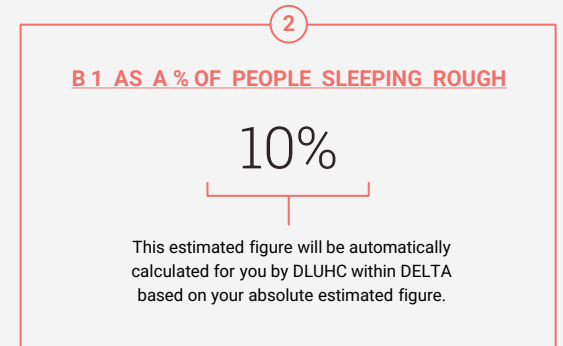 2
B 1 AS A % OF PEOPLE SLEEPING ROUGH
10%
This estimated figure will be automatically
calculated for you by DLUHC within DELTA
based on your absolute estimated figure.